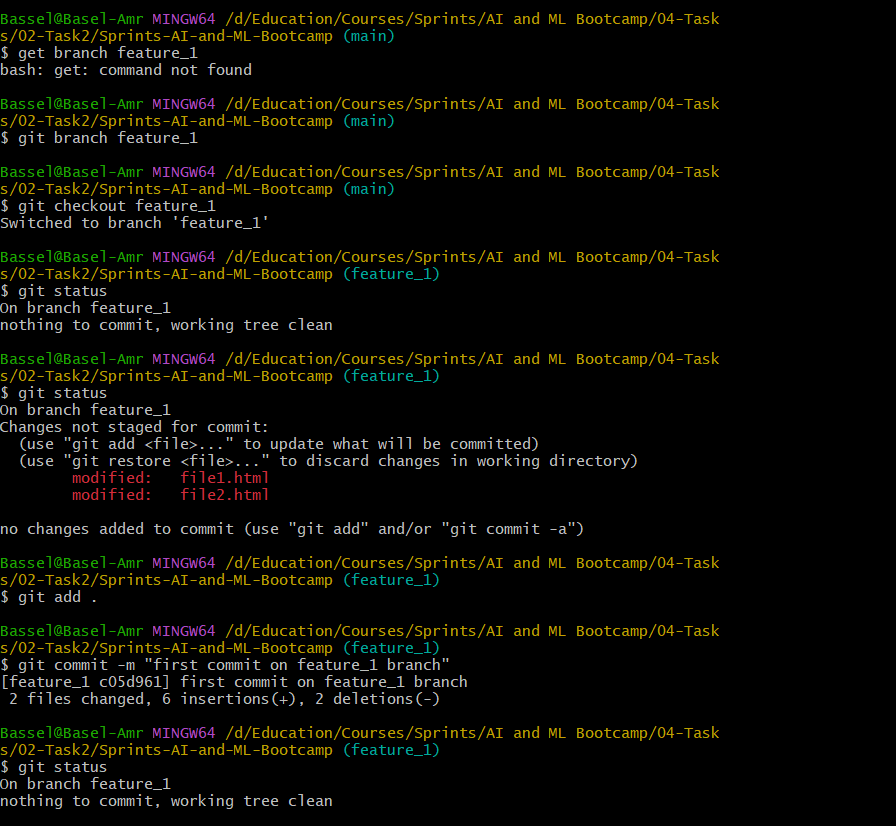 Bassel@Basel-Amr MINGW64 /d/Education/Courses/Sprints/AI and ML Bootcamp/04-Task
s/02-Task2/Sprints-AI-and-ML-Bootcamp (main)
$ get branch feature_1
bash: get: command not found

Bassel@Basel-Amr MINGW64 /d/Education/Courses/Sprints/AI and ML Bootcamp/04-Task
s/02-Task2/Sprints-AI-and-ML-Bootcamp (main)
$ git branch feature_1

Bassel@Basel-Amr MINGW64 /d/Education/Courses/Sprints/AI and ML Bootcamp/04-Task
s/02-Task2/Sprints-AI-and-ML-Bootcamp (main)
$ git checkout feature_1
Switched to branch 'feature_1'

Bassel@Basel-Amr MINGW64 /d/Education/Courses/Sprints/AI and ML Bootcamp/04-Task
s/02-Task2/Sprints-AI-and-ML-Bootcamp (feature_1)
$ git status
On branch feature_1
nothing to commit, working tree clean

Bassel@Basel-Amr MINGW64 /d/Education/Courses/Sprints/AI and ML Bootcamp/04-Task
s/02-Task2/Sprints-AI-and-ML-Bootcamp (feature_1)
$ git status
On branch feature_1
Changes not staged for commit:
  (use "git add <file>..." to update what will be committed)
  (use "git restore <file>..." to discard changes in working directory)
        modified:   file1.html
        modified:   file2.html

no changes added to commit (use "git add" and/or "git commit -a")

Bassel@Basel-Amr MINGW64 /d/Education/Courses/Sprints/AI and ML Bootcamp/04-Task
s/02-Task2/Sprints-AI-and-ML-Bootcamp (feature_1)
$ git add .

Bassel@Basel-Amr MINGW64 /d/Education/Courses/Sprints/AI and ML Bootcamp/04-Task
s/02-Task2/Sprints-AI-and-ML-Bootcamp (feature_1)
$ git commit -m "first commit on feature_1 branch"
[feature_1 c05d961] first commit on feature_1 branch
 2 files changed, 6 insertions(+), 2 deletions(-)

Bassel@Basel-Amr MINGW64 /d/Education/Courses/Sprints/AI and ML Bootcamp/04-Task
s/02-Task2/Sprints-AI-and-ML-Bootcamp (feature_1)
$ git status
On branch feature_1
nothing to commit, working tree clean